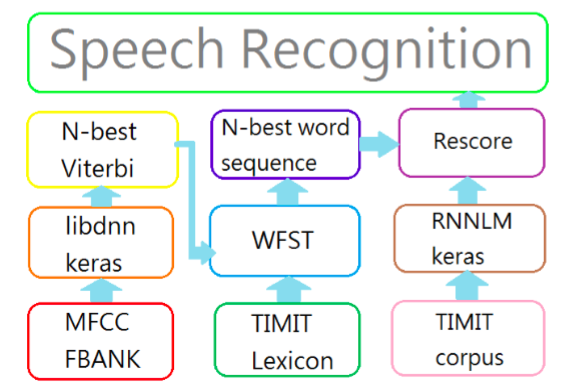 Speech Recognition
N-best
Viterbi
N-best word
sequence
Rescore
libdnn
keras
WFST
RNNLM
keras
MFCC
FBANK
TIMIT
Lexicon
TIMIT
corpus